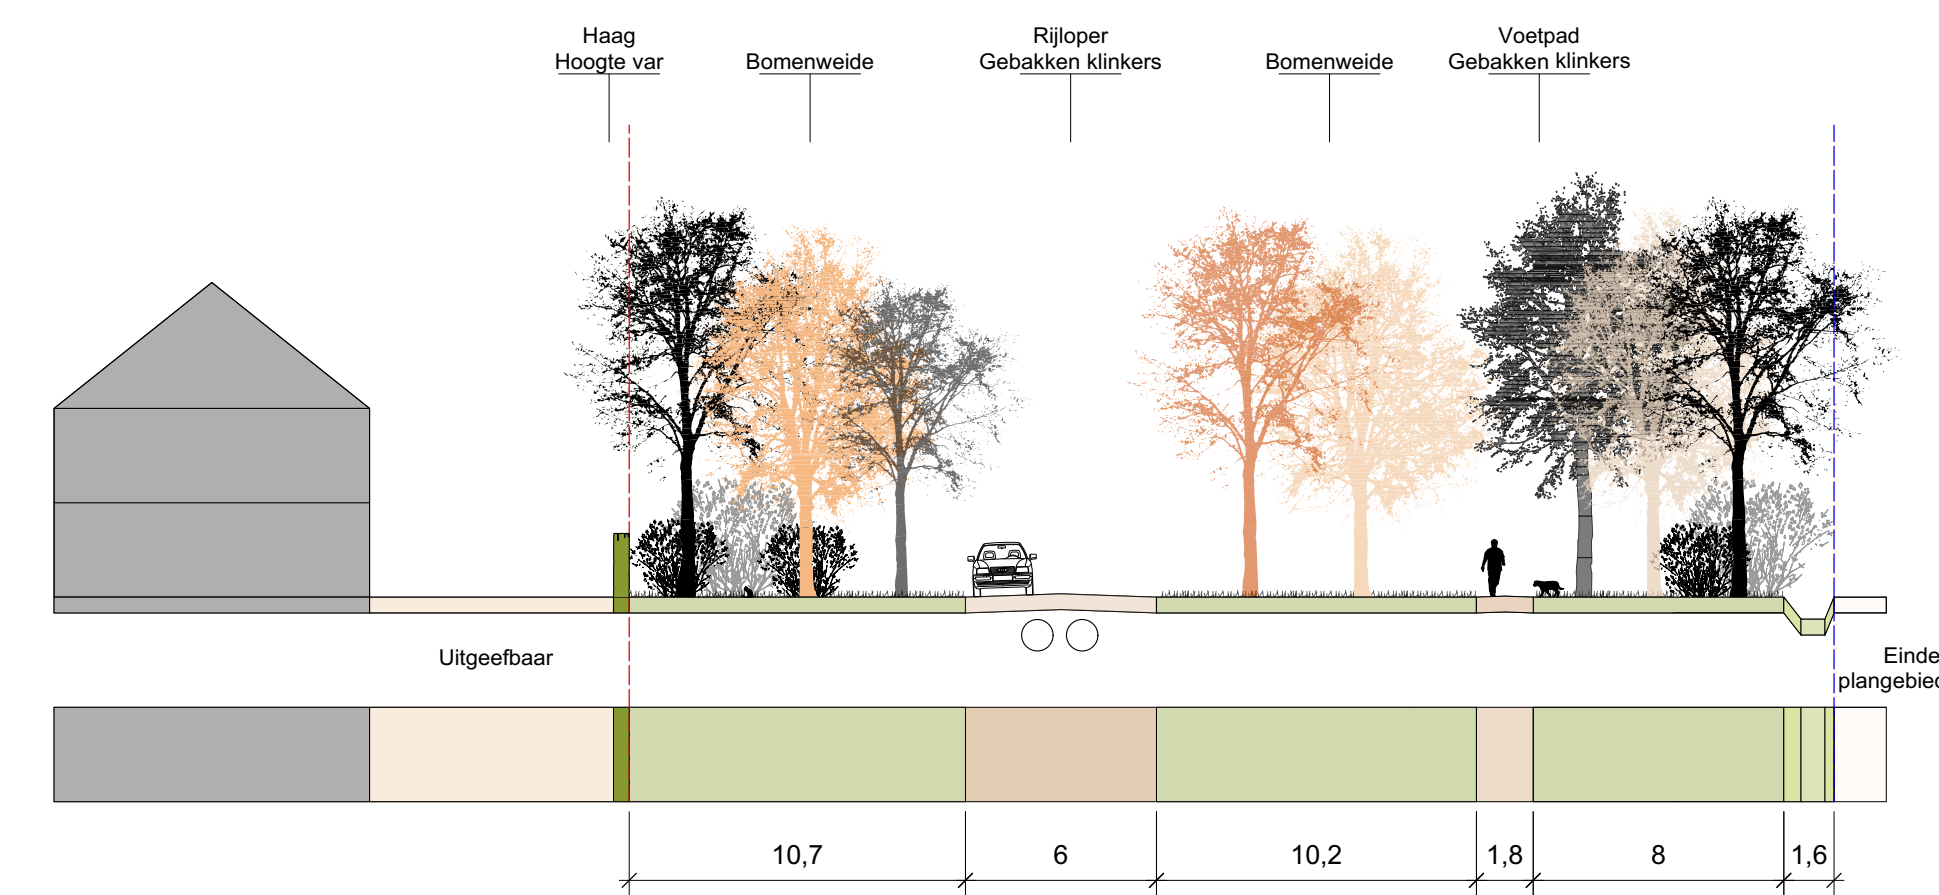 Haag
Hoogte var
Bomenweide
Rijloper
Gebakken klinkers
Bomenweide
Voetpad
Gebakken klinkers
Uitgeefbaar
Einde
plangebied
10,7
6
10,2
1,8
8
1,6